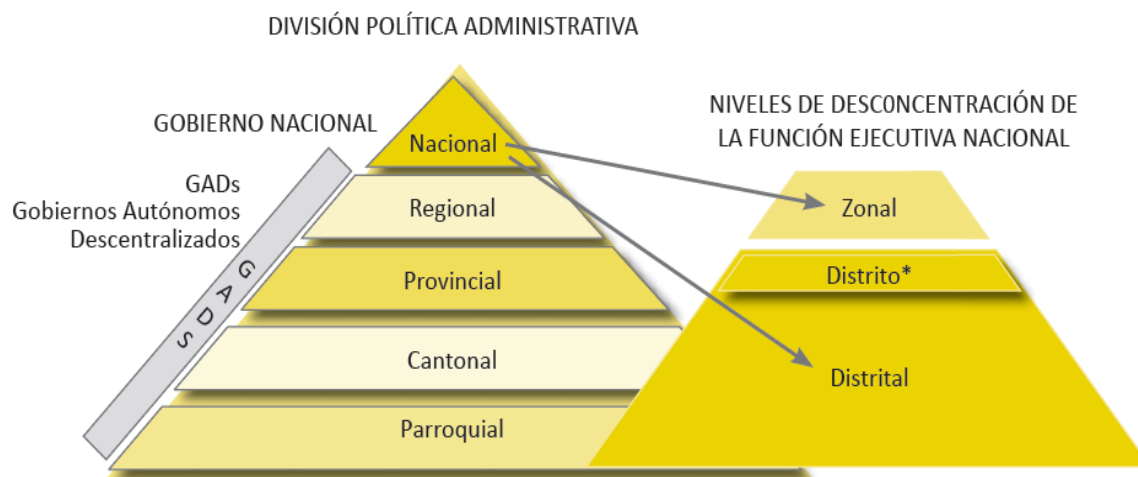 DIVISIÓN POLÍTICA ADMINISTRATIVA
GOBIERNO NACIONAL
GADs
Gobiernos Autónomos
Descentralizados
GADS
Nacional
Regional
Provincial
Cantonal
Parroquial
NIVELES DE DESC0NCENTRACIÓN DE
LA FUNCIÓN EJECUTIVA NACIONAL
Zonal
Distrito*
Distrital